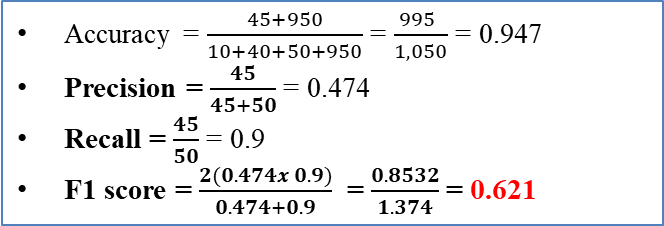 • Accuracy = (45+950)/(10+40+50+950) = 995/1,050 = 0.947
• Precision = 45/(45+50) = 0.474
• Recall = 45/50 = 0.9
• F1 score = 2(0.474x 0.9)/(0.474+0.9) = 0.8532/1.374 = 0.621